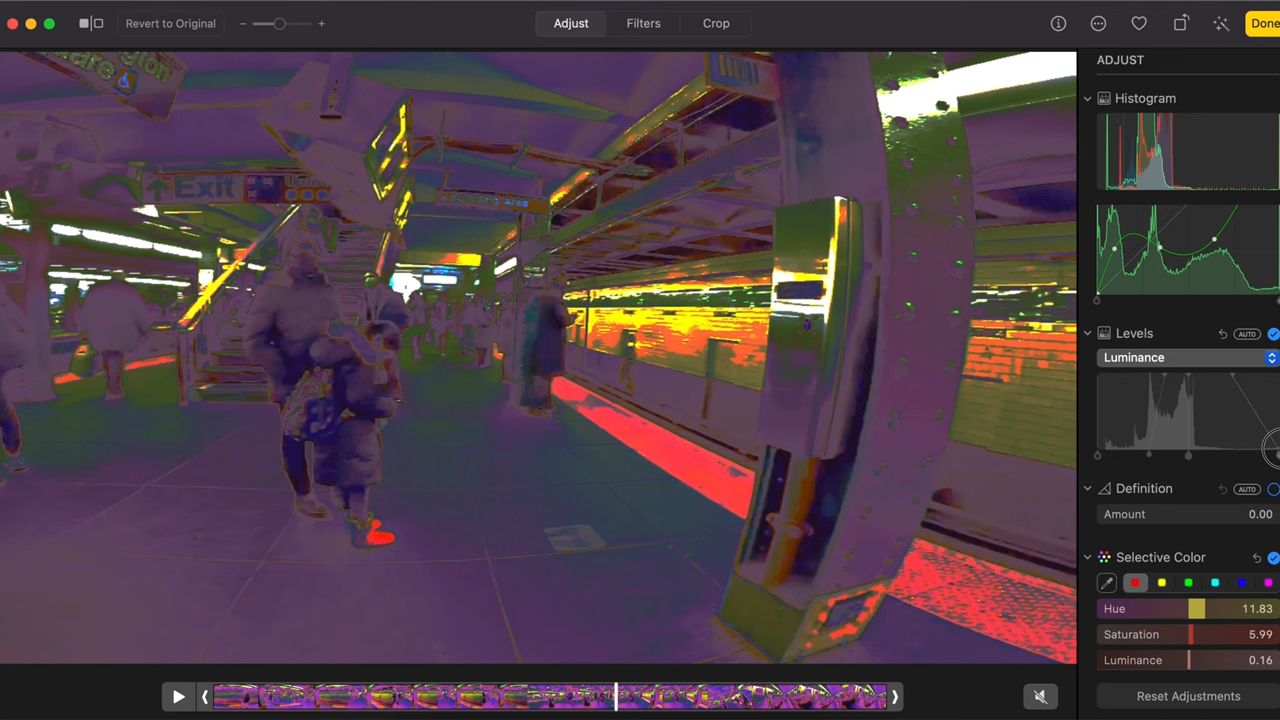 Revert to Original
Adjust
Filters
Crop
Done
ADJUST
Histogram
Exit
Levels
AUTO
Luminance
Definition
AUTO
Amount 0.00
Selective Color
Hue 11.83
Saturation 5.99
Luminance 0.16
Reset Adjustments